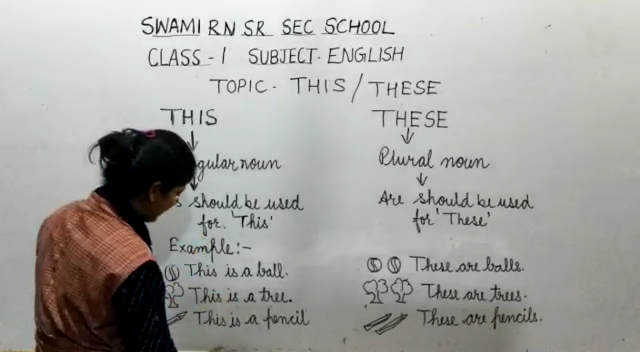 SWAMI RN SR SEC SCHOOL
CLASS - 1 SUBJECT - ENGLISH
TOPIC - THIS / THESE
THIS
gular noun
s should be used
for 'This'
Example :-
This is a ball.
This is a tree.
This is a pencil
THESE
Plural noun
Are should be used
for 'These'
These are balls.
These are trees.
These are pencils.